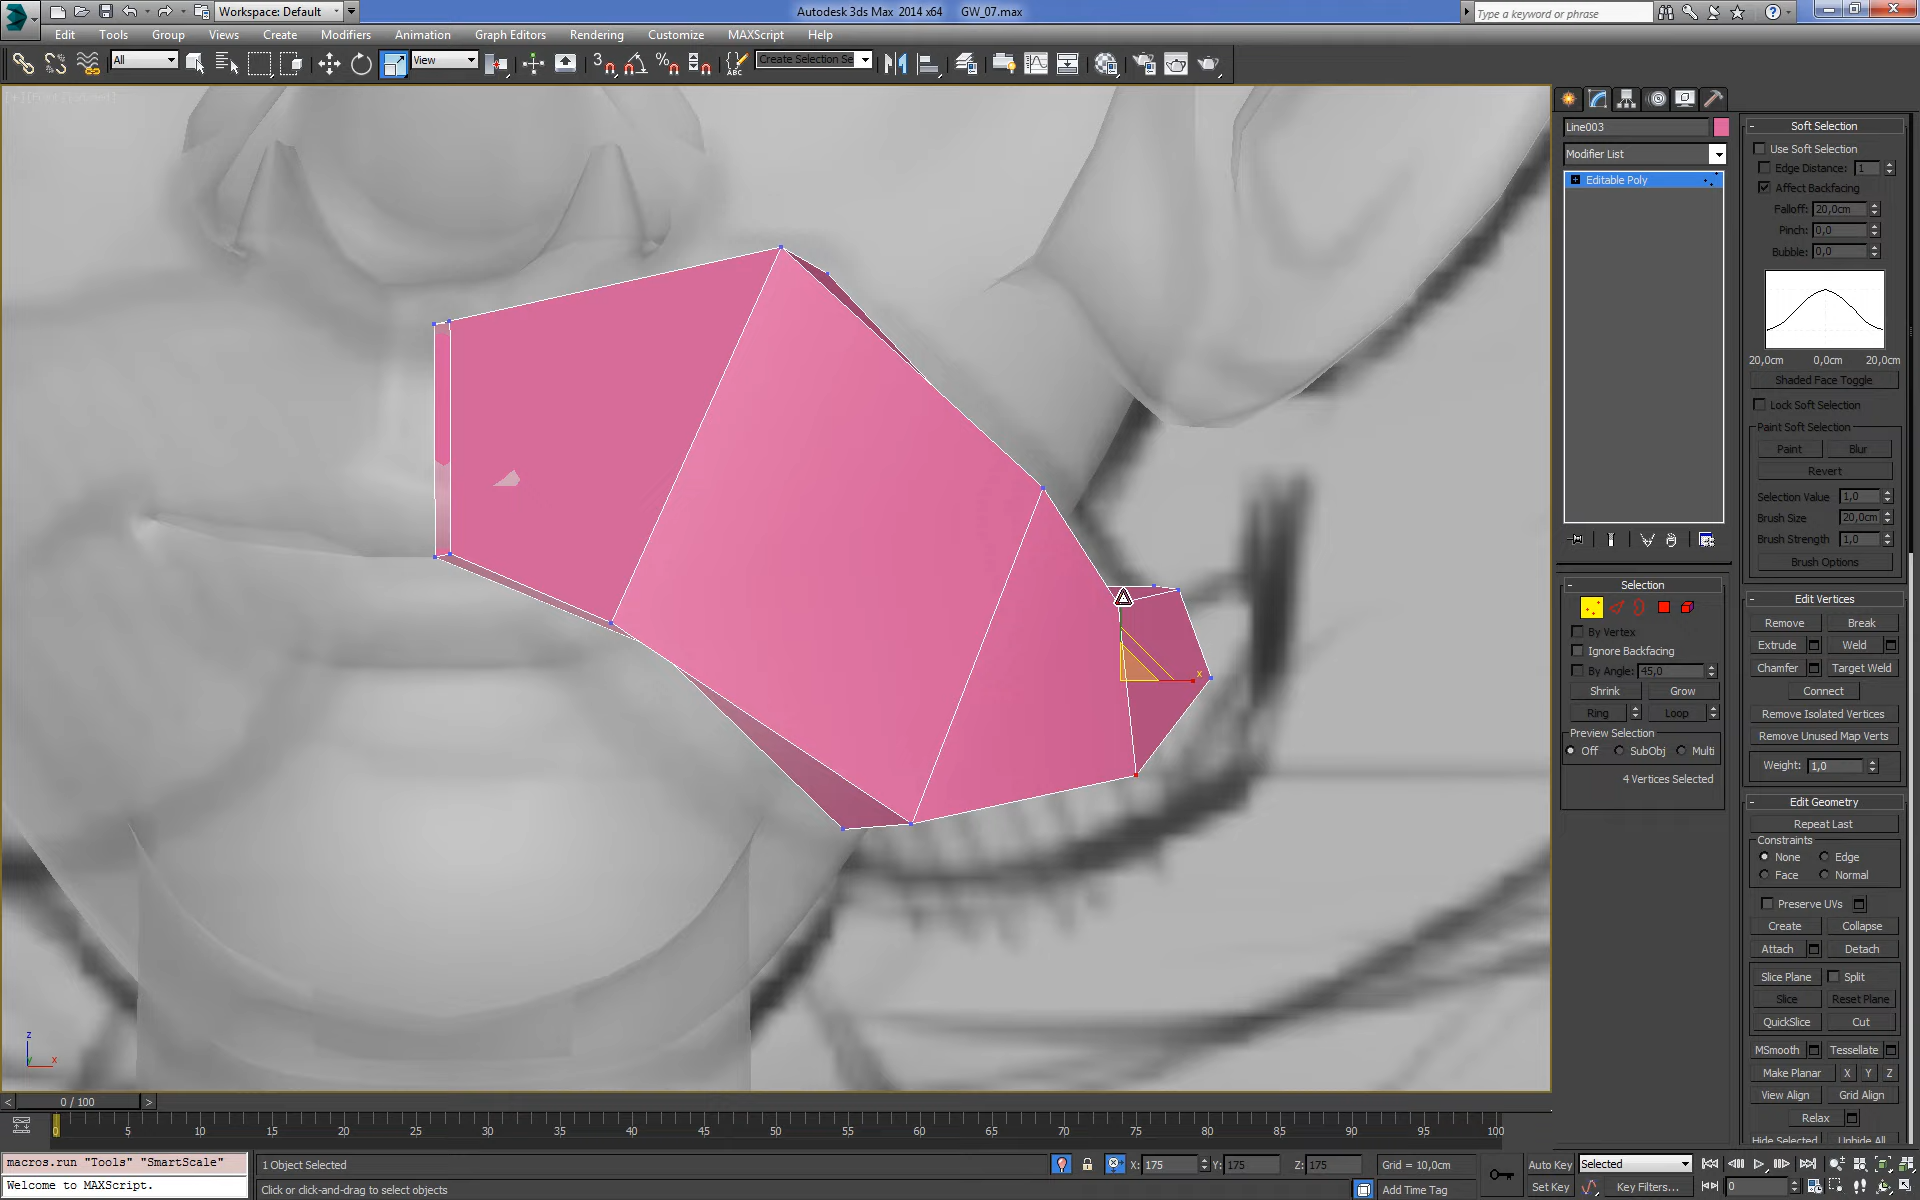 Workspace: Default
Autodesk 3ds Max 2014 x64 GW_07.max
Type a keyword or phrase
Edit Tools Group Views Create Modifiers Animation Graph Editors Rendering Customize MAXScript Help
All
View
3
ABC
Create Selection Se
Line003
Modifier List
Editable Poly
Selection
By Vertex
Ignore Backfacing
By Angle: 45,0
Shrink Grow
Ring Loop
Preview Selection
Off SubObj Multi
4 Vertices Selected
Soft Selection
Use Soft Selection
Edge Distance: 1
Affect Backfacing
Falloff: 20,0cm
Pinch: 0,0
Bubble: 0,0
20,0cm 0,0cm 20,0cm
Shaded Face Toggle
Lock Soft Selection
Paint Soft Selection
Paint Blur
Revert
Selection Value 1,0
Brush Size 20,0cm
Brush Strength 1,0
Brush Options
Edit Vertices
Remove Break
Extrude Weld
Chamfer Target Weld
Connect
Remove Isolated Vertices
Remove Unused Map Verts
Weight: 1,0
Edit Geometry
Repeat Last
Constraints
None Edge
Face Normal
Preserve UVs
Create Collapse
Attach Detach
Slice Plane Split
Slice Reset Plane
QuickSlice Cut
MSmooth Tessellate
Make Planar X Y Z
View Align Grid Align
Relax
Hide Selected Unhide All
x
z
y x
< 0 / 100 >
0 5 10 15 20 25 30 35 40 45 50 55 60 65 70 75 80 85 90 95 100
macros.run "Tools" "SmartScale"
Welcome to MAXScript.
1 Object Selected
Click or click-and-drag to select objects
X: 175 Y: 175 Z: 175
Grid = 10,0cm
Add Time Tag
Auto Key Selected
Set Key Key Filters...
0